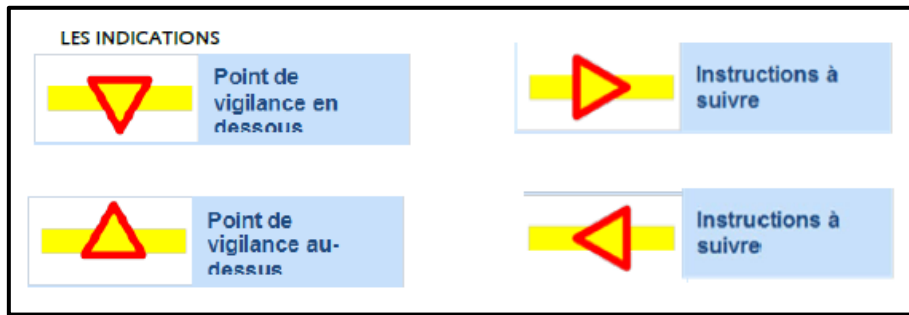 LES INDICATIONS
Point de
vigilance en
dessous
Instructions à
suivre
Point de
vigilance au-
dessus
Instructions à
suivre